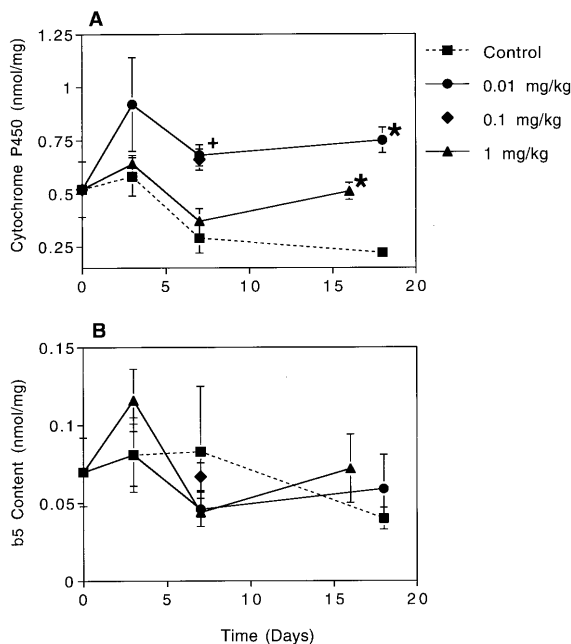 A
1.25
1
0.75
0.5
0.25
Cytochrome P450 (nmol/mg)
+
*
*
0 5 10 15 20
Control
0.01 mg/kg
0.1 mg/kg
1 mg/kg
B
0.15
0.1
0.05
0
b5 Content (nmol/mg)
0 5 10 15 20
Time (Days)